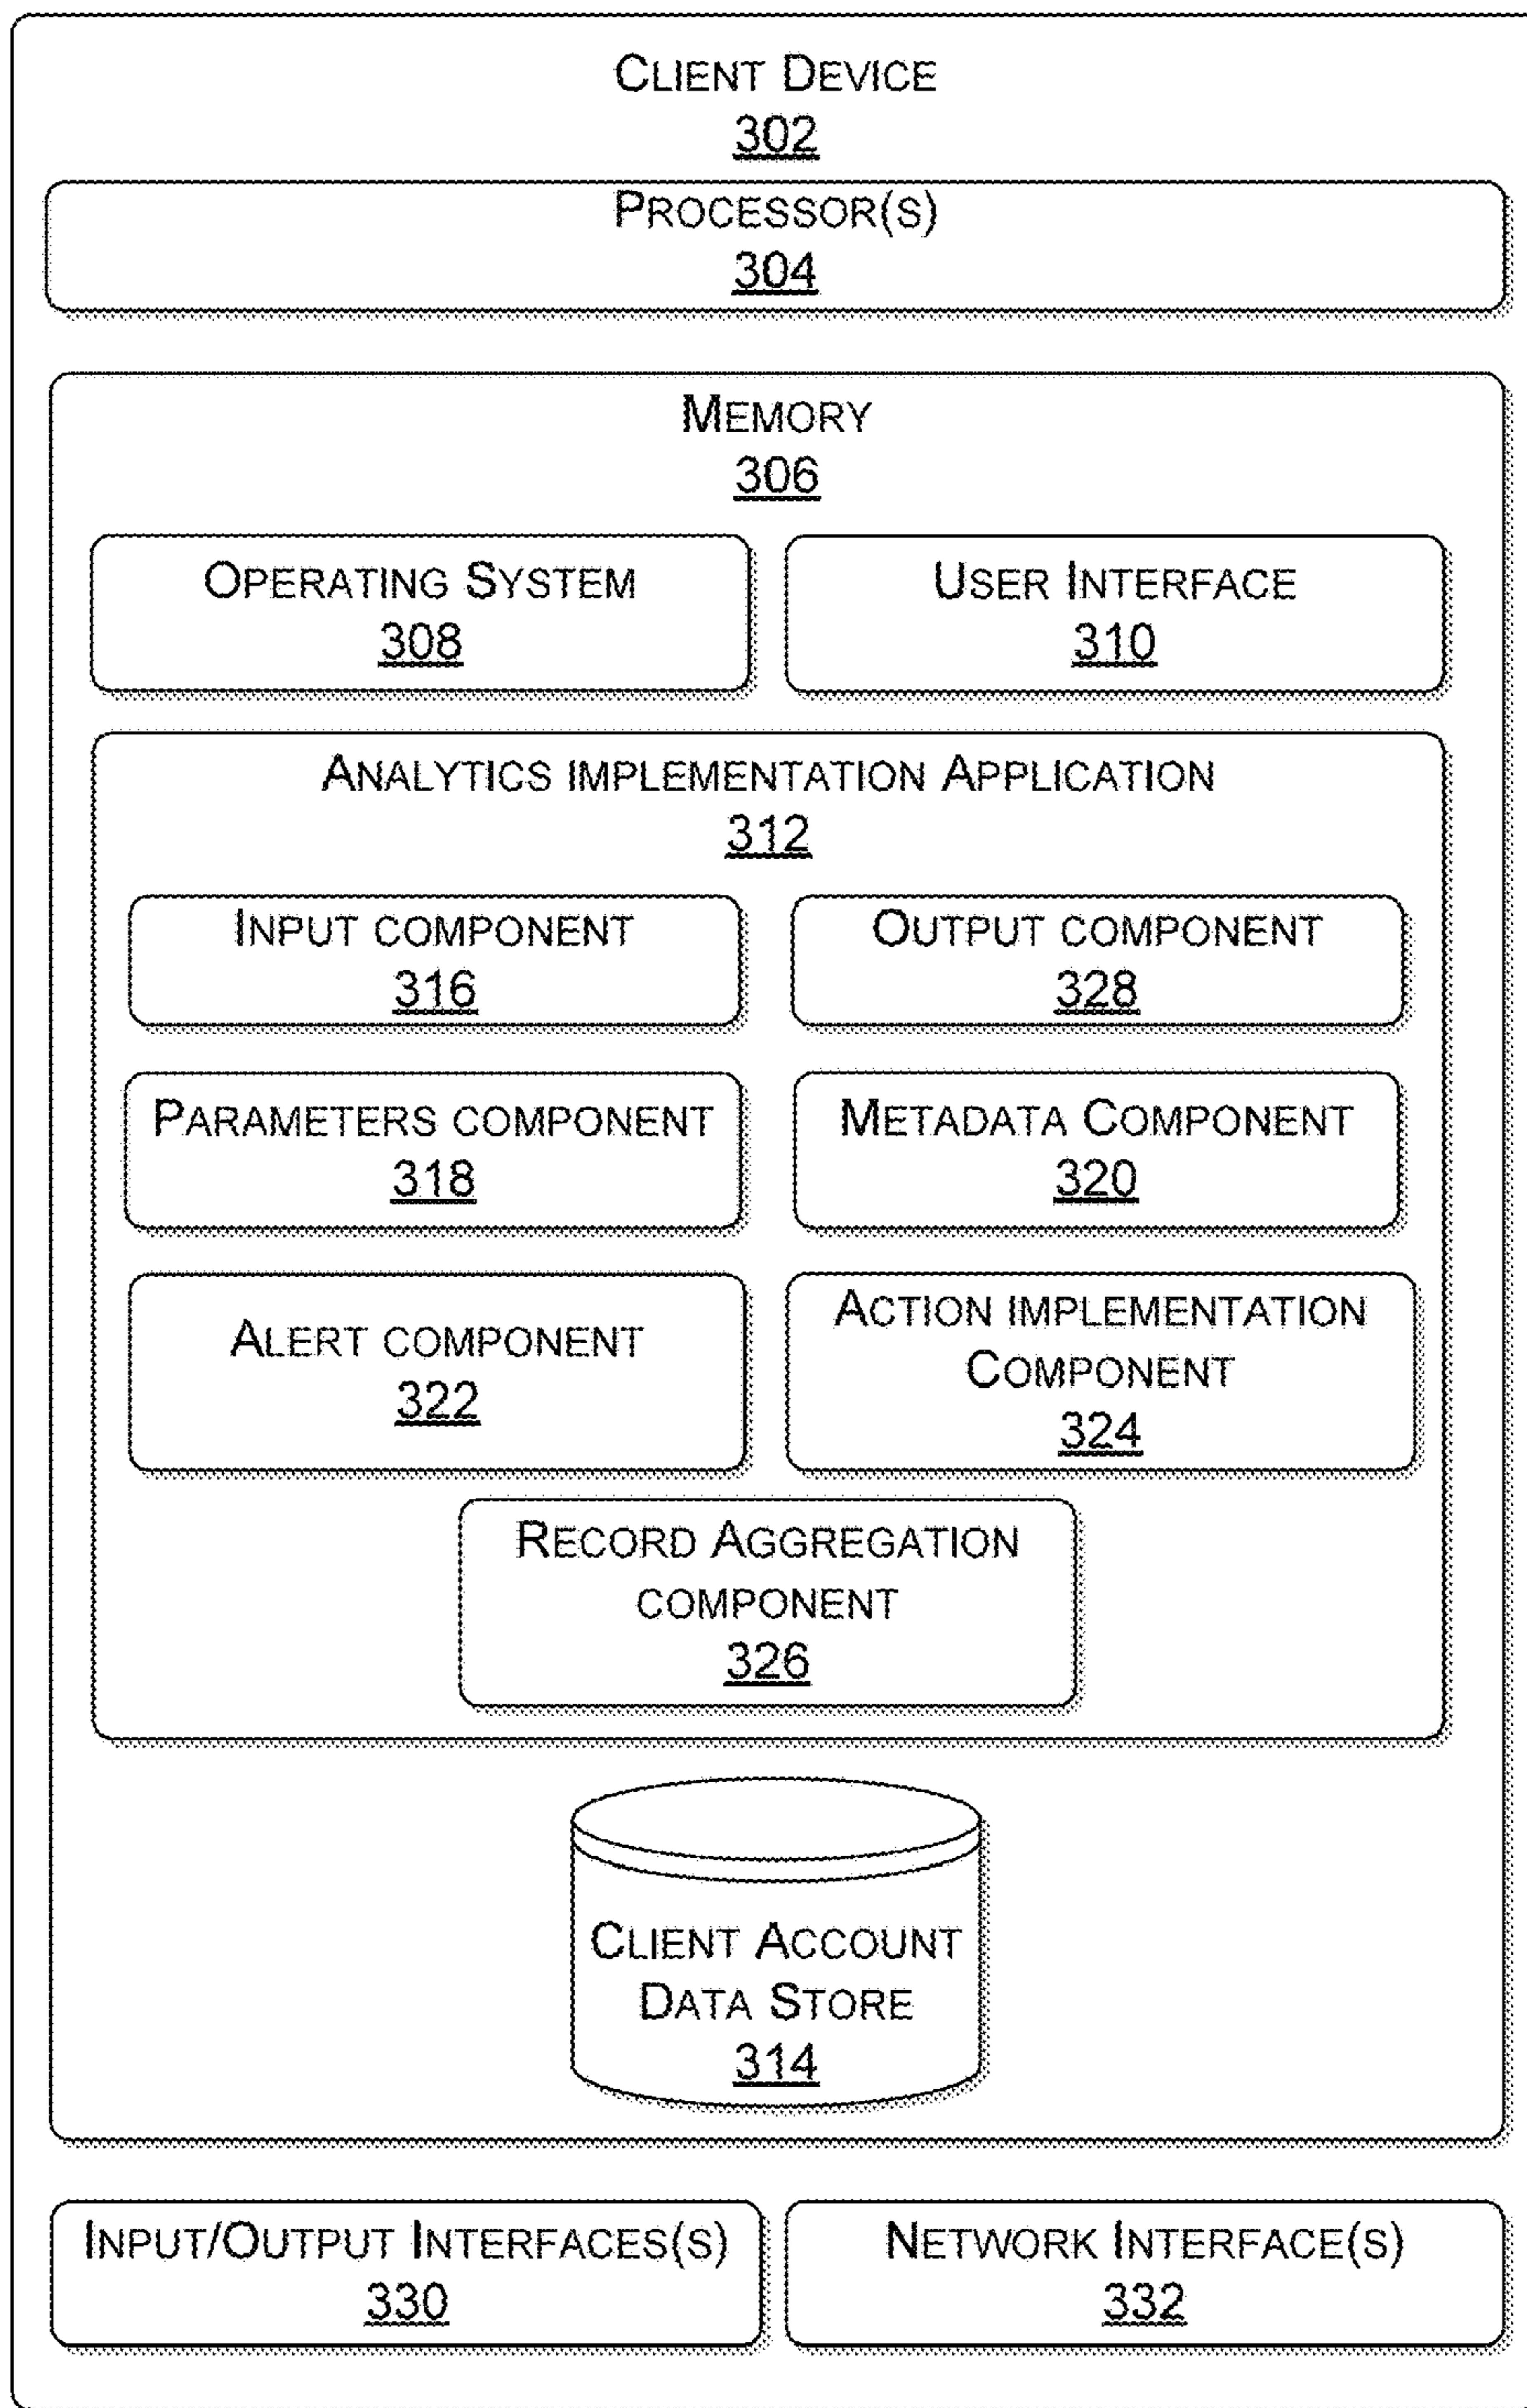 CLIENT DEVICE
302
PROCESSOR(S)
304
MEMORY
306
OPERATING SYSTEM
308
USER INTERFACE
310
ANALYTICS IMPLEMENTATION APPLICATION
312
INPUT COMPONENT
316
OUTPUT COMPONENT
328
PARAMETERS COMPONENT
318
METADATA COMPONENT
320
ALERT COMPONENT
322
ACTION IMPLEMENTATION
COMPONENT
324
RECORD AGGREGATION
COMPONENT
326
CLIENT ACCOUNT
DATA STORE
314
INPUT/OUTPUT INTERFACES(S)
330
NETWORK INTERFACE(S)
332